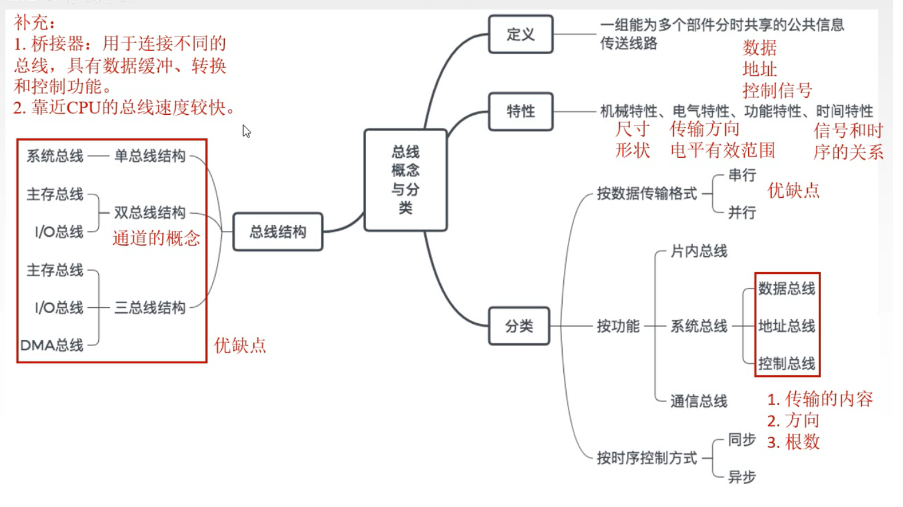 补充：
1. 桥接器：用于连接不同的
总线，具有数据缓冲、转换
和控制功能。
2. 靠近CPU的总线速度较快。
系统总线
单总线结构
主存总线
双总线结构
I/O总线
通道的概念
主存总线
I/O总线
三总线结构
DMA总线
优缺点
总线结构
总线
概念
与分
类
定义
一组能为多个部件分时共享的公共信息
传送线路
数据
地址
控制信号
特性
机械特性、电气特性、功能特性、时间特性
尺寸 传输方向 信号和时
形状 电平有效范围 序的关系
分类
按数据传输格式
串行
并行
优缺点
按功能
片内总线
系统总线
数据总线
地址总线
控制总线
通信总线
1. 传输的内容
2. 方向
3. 根数
按时序控制方式
同步
异步